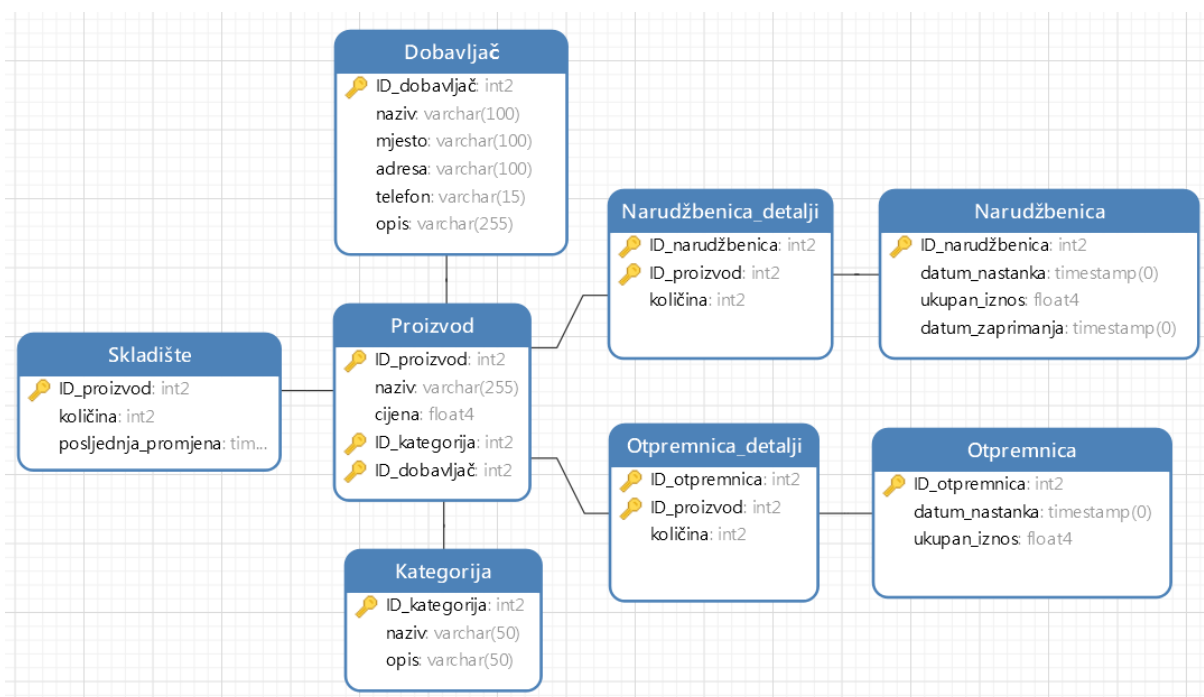 Dobavljač
ID_dobavljač: int2
naziv: varchar(100)
mjesto: varchar(100)
adresa: varchar(100)
telefon: varchar(15)
opis: varchar(255)
Narudžbenica_detalji
ID_narudžbenica: int2
ID_proizvod: int2
količina: int2
Narudžbenica
ID_narudžbenica: int2
datum_nastanka: timestamp(0)
ukupan_iznos: float4
datum_zaprimanja: timestamp(0)
Skladište
ID_proizvod: int2
količina: int2
posljednja_promjena: tim...
Proizvod
ID_proizvod: int2
naziv: varchar(255)
cijena: float4
ID_kategorija: int2
ID_dobavljač: int2
Otpremnica_detalji
ID_otpremnica: int2
ID_proizvod: int2
količina: int2
Otpremnica
ID_otpremnica: int2
datum_nastanka: timestamp(0)
ukupan_iznos: float4
Kategorija
ID_kategorija: int2
naziv: varchar(50)
opis: varchar(50)